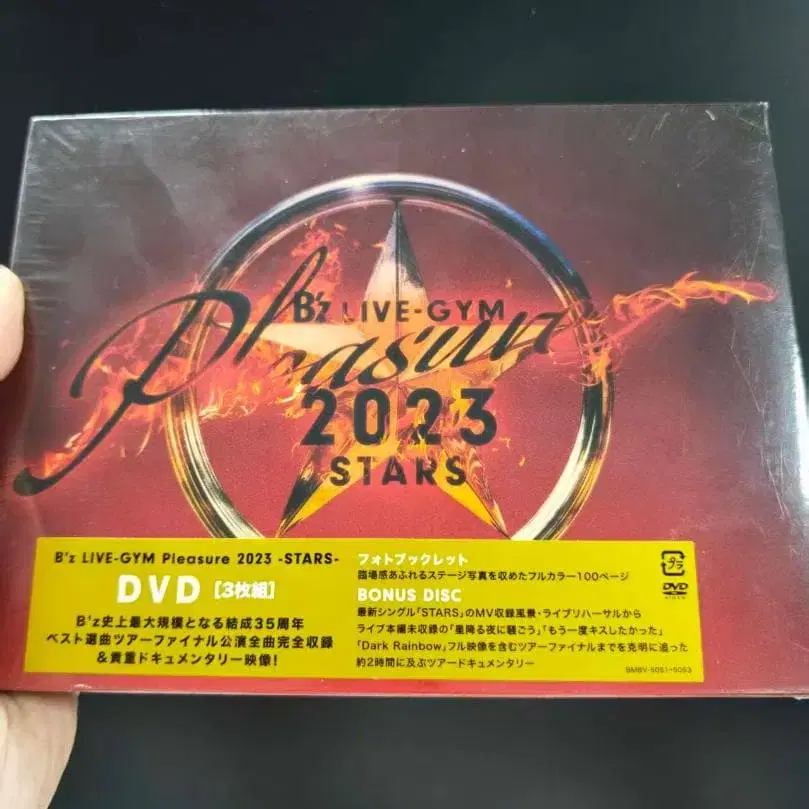 B'z LIVE-GYM
Pleasure
2023
STARS
B'z LIVE-GYM Pleasure 2023 -STARS-
DVD [3枚組]
B'z史上最大規模となる結成35周年
ベスト選曲ツアーファイナル公演全曲完全収録
&貴重ドキュメンタリー映像!
フォトブックレット
臨場感あふれるステージ写真を収めたフルカラー100ページ
BONUS DISC
最新シングル「STARS」のMV収録風景・ライブリハーサルから
ライブ本編未収録の「星降る夜に騒ごう」「もう一度キスしたかった」
「Dark Rainbow」フル映像を含むツアーファイナルまでを克明に追った
約2時間に及ぶツアードキュメンタリー
プラ
DVD
BMBV-5051~5053